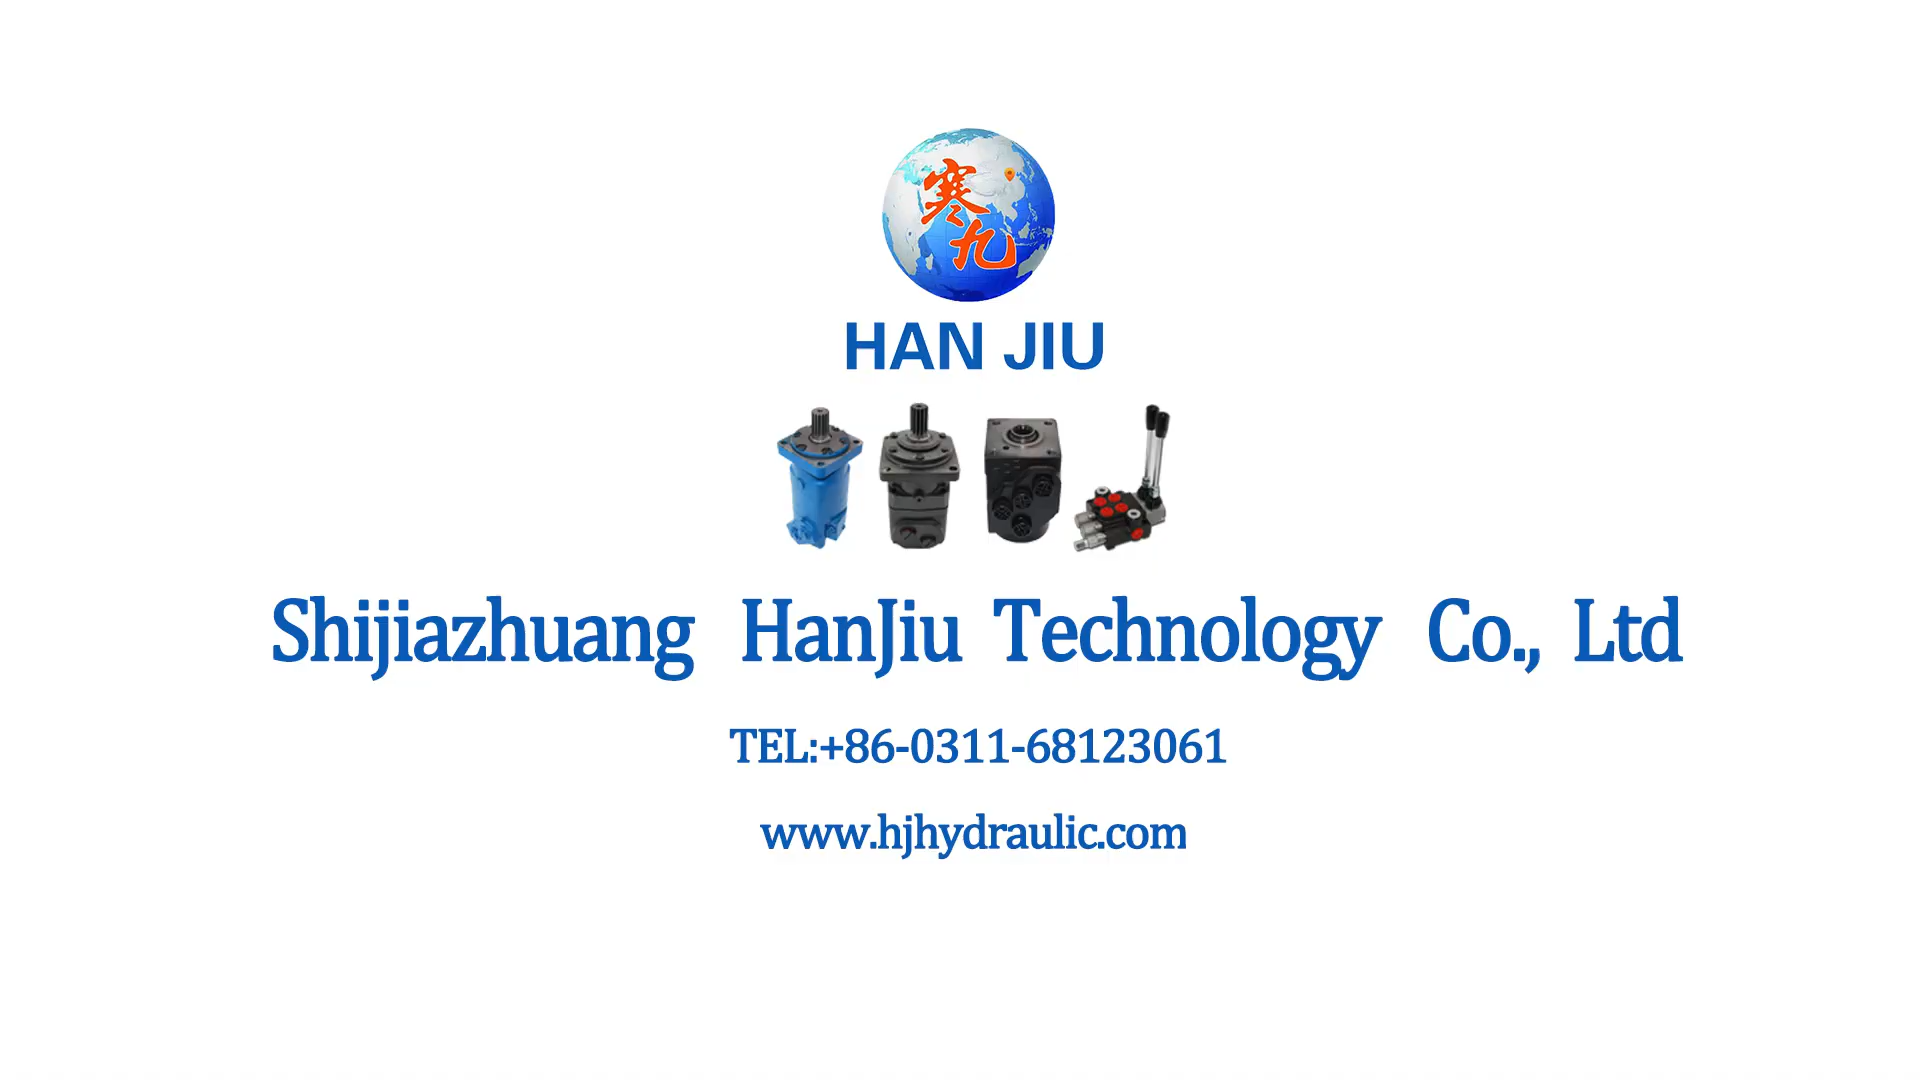 寒
九
HAN JIU
Shijiazhuang HanJiu Technology Co., Ltd
TEL:+86-0311-68123061
www.hjhydraulic.com